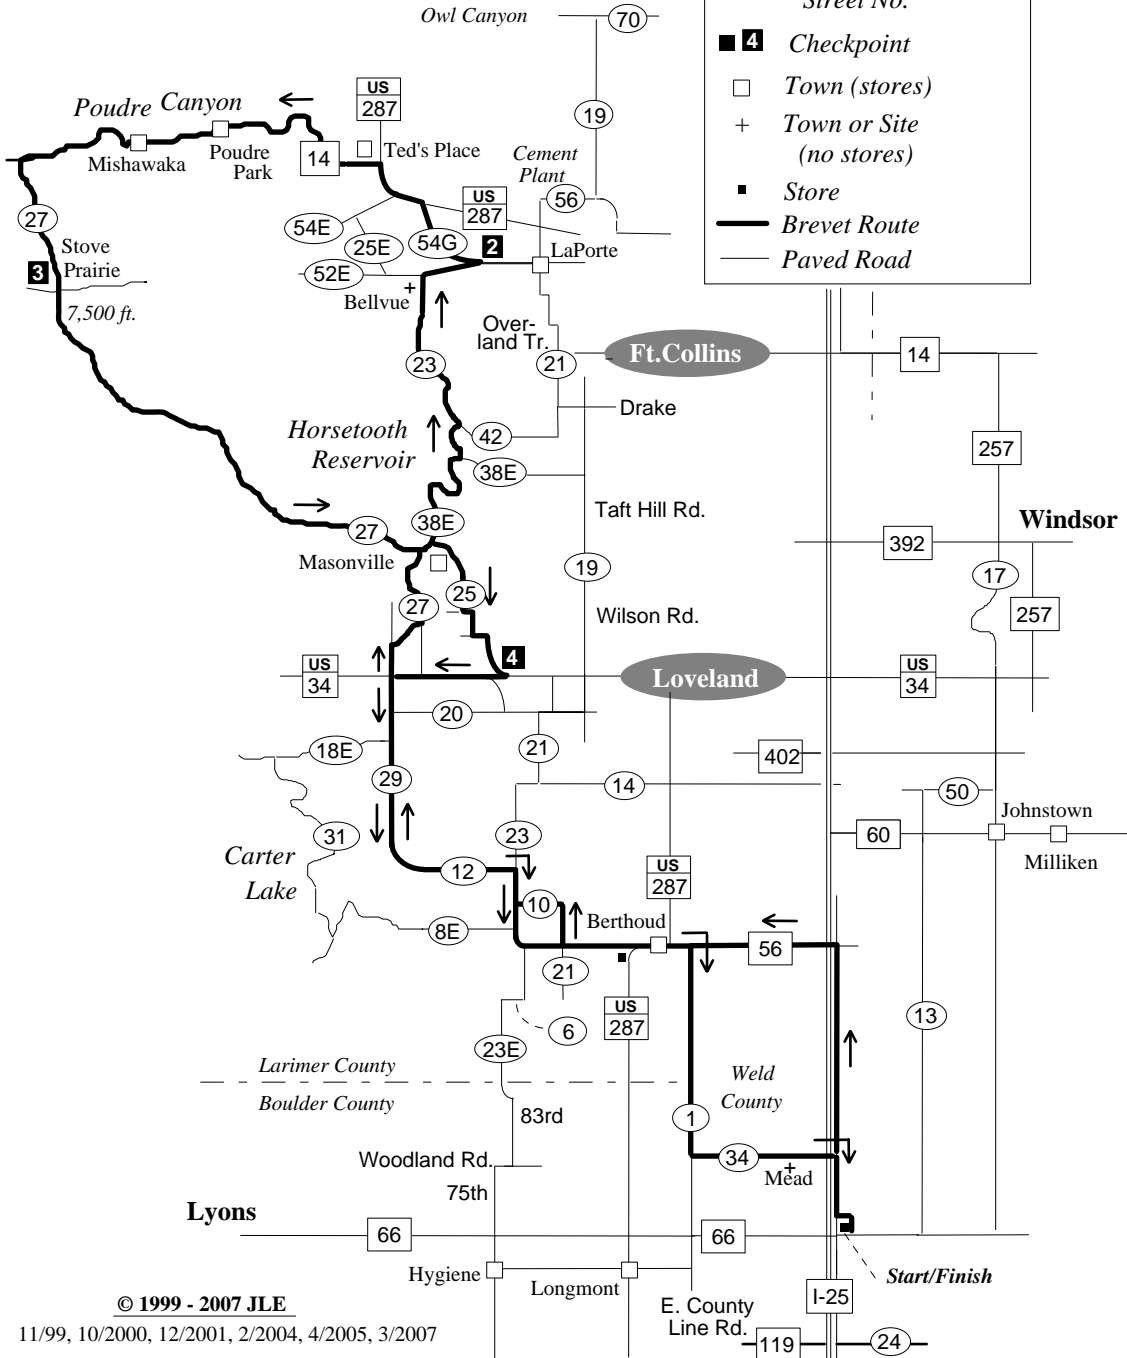 Street No.
Owl Canyon
70
4
Checkpoint
Town (stores)
Town or Site
(no stores)
Store
Brevet Route
Paved Road
US
287
Poudre Canyon
19
Mishawaka
Poudre
Park
14
Ted's Place
Cement
Plant
56
US
287
27
54E
25E
54G
2
LaPorte
Stove
Prairie
3
52E
Bellvue
7,500 ft.
Over-
land Tr.
23
21
Ft.Collins
14
Drake
Horsetooth
Reservoir
42
257
38E
Taft Hill Rd.
27
38E
Windsor
392
Masonville
19
17
25
27
Wilson Rd.
257
4
US
34
Loveland
US
34
20
18E
21
402
29
14
50
31
23
Johnstown
60
Milliken
Carter
Lake
12
US
287
10
8E
Berthoud
56
21
US
287
6
13
23E
Larimer County
Boulder County
Weld
County
83rd
1
34
Mead
Woodland Rd.
75th
Lyons
66
66
Hygiene
Longmont
Start/Finish
I-25
E. County
Line Rd.
119
24
© 1999 - 2007 JLE
11/99, 10/2000, 12/2001, 2/2004, 4/2005, 3/2007